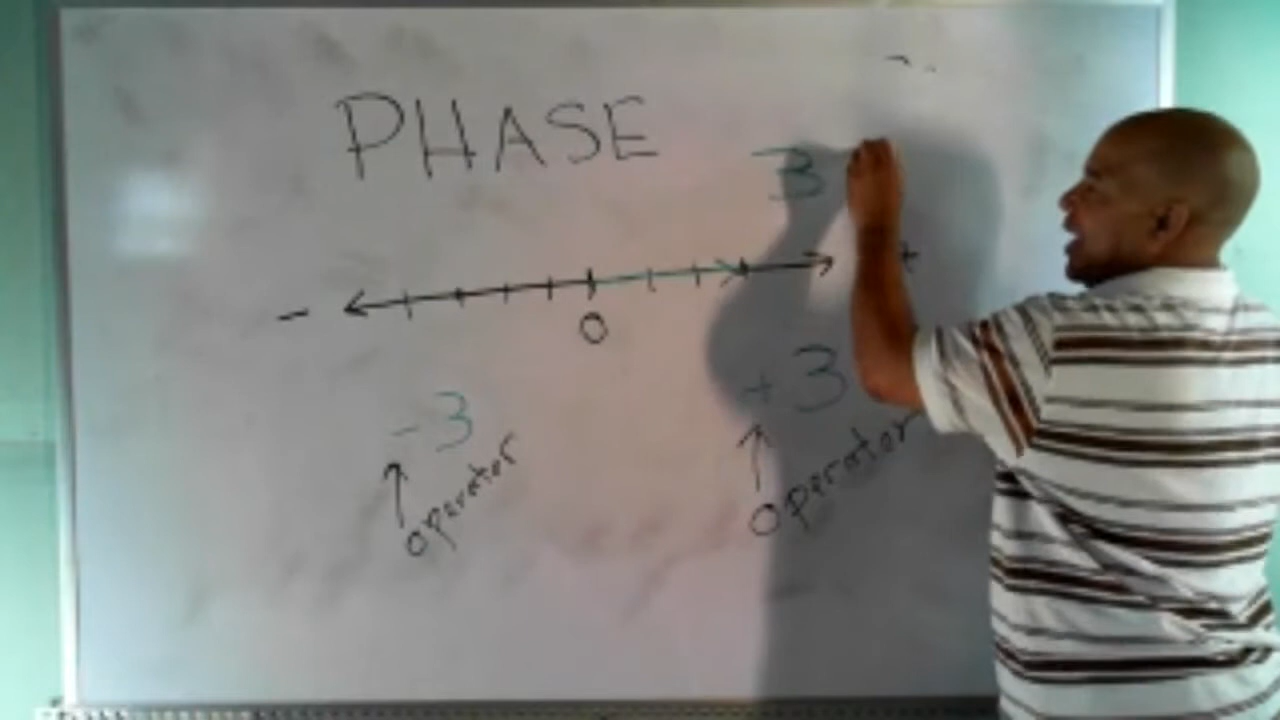 PHASE
3
- +
0
- 3 + 3
operator operator